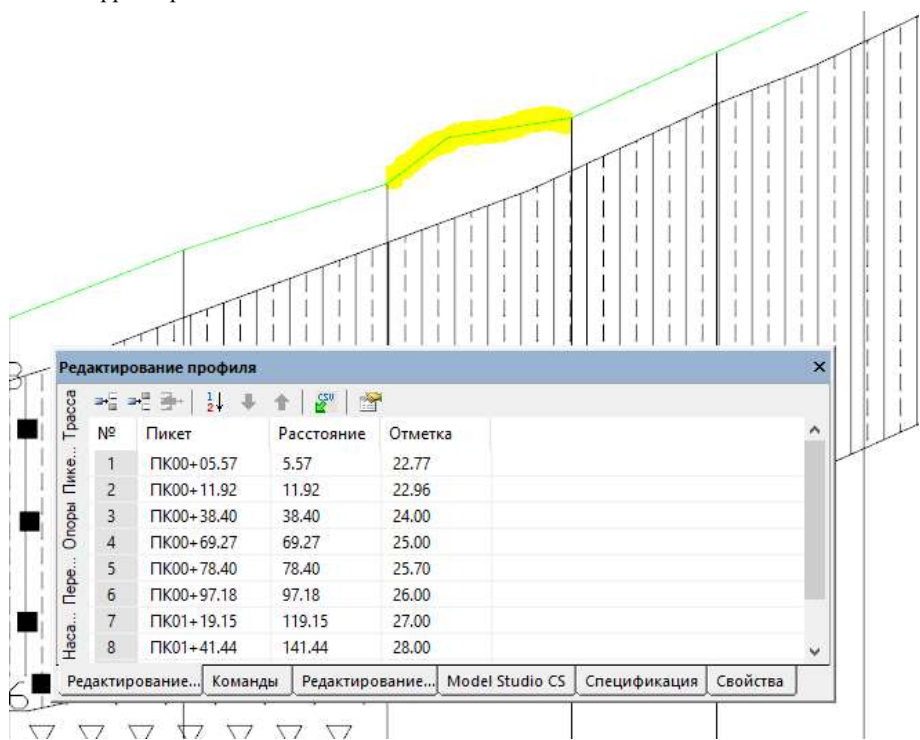 Редактирование профиля
№ Пикет Расстояние Отметка
1 ПК00+05.57 5.57 22.77
2 ПК00+11.92 11.92 22.96
3 ПК00+38.40 38.40 24.00
4 ПК00+69.27 69.27 25.00
5 ПК00+78.40 78.40 25.70
6 ПК00+97.18 97.18 26.00
7 ПК01+19.15 119.15 27.00
8 ПК01+41.44 141.44 28.00
Трасса
Пике...
Опоры
Пере...
Наса...
Редактирование... Команды Редактирование... Model Studio CS Спецификация Свойства